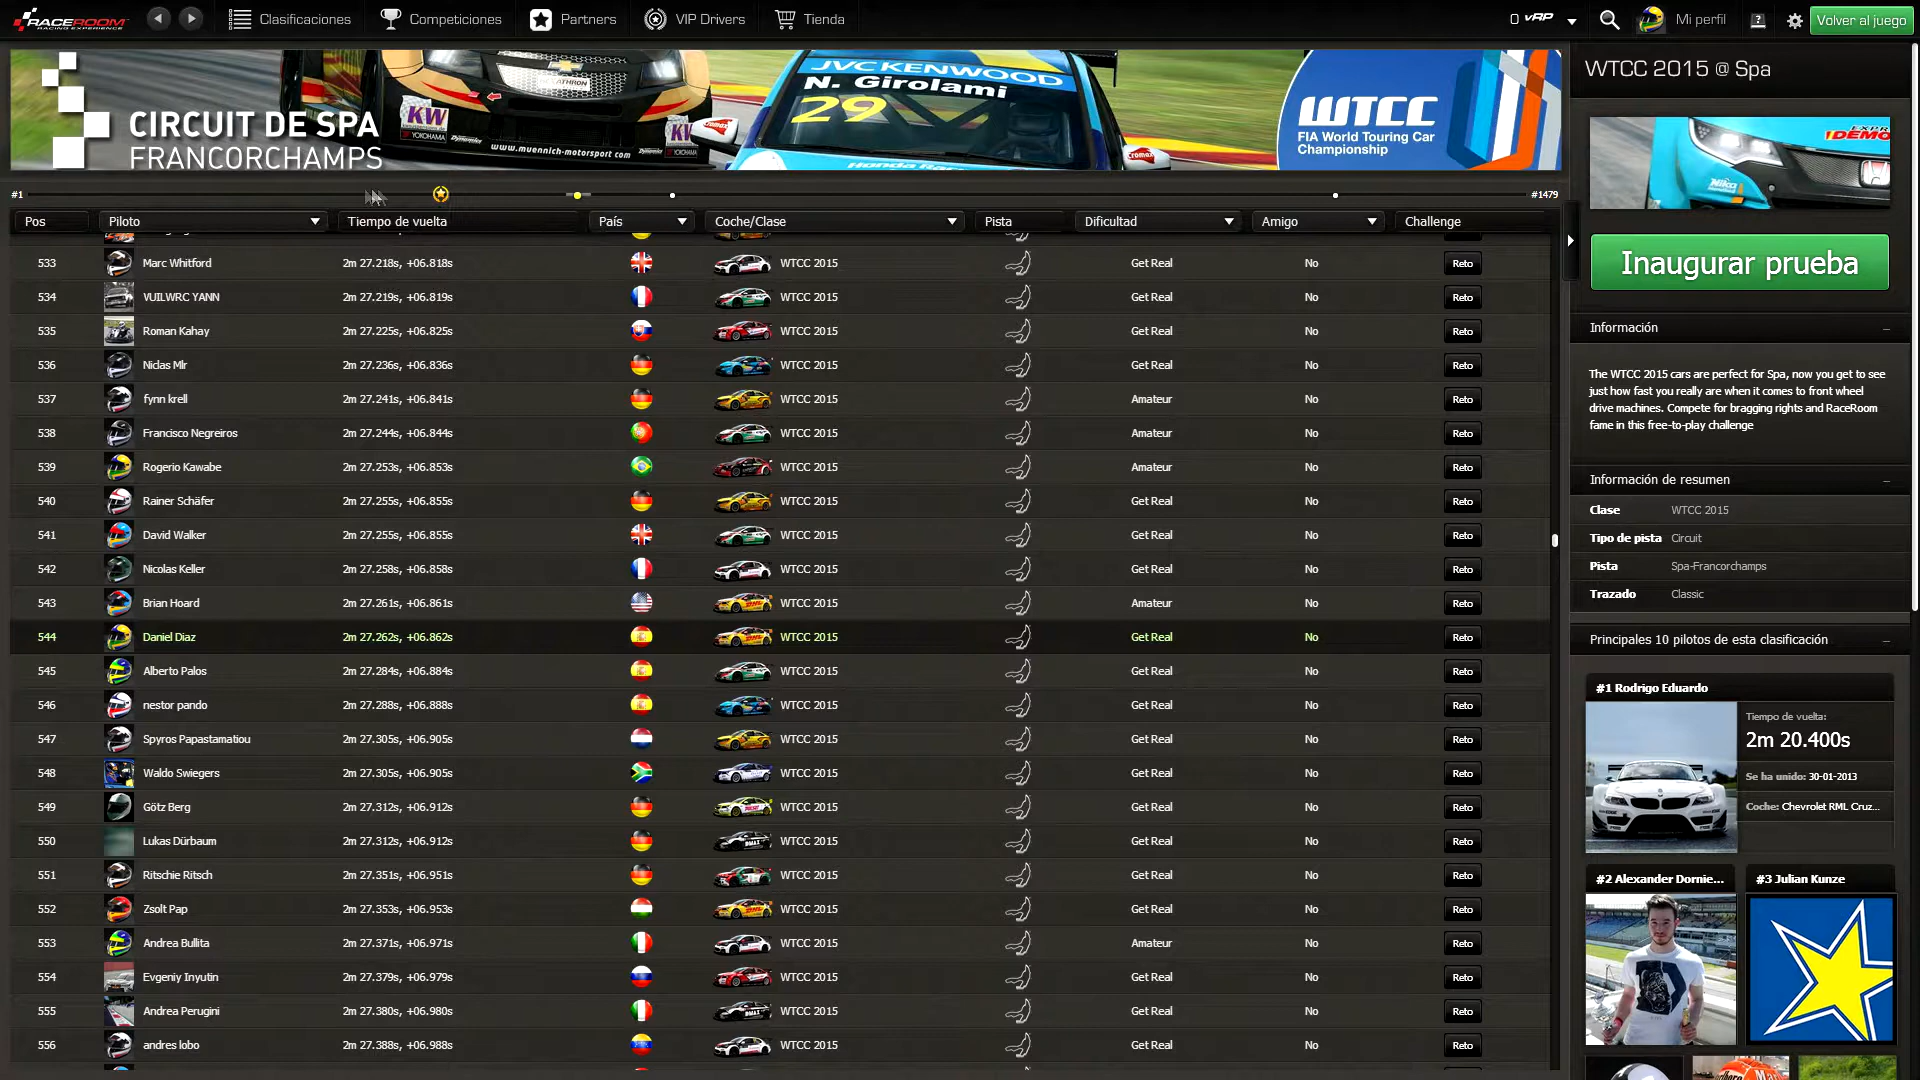 RACEROOM
RACING EXPERIENCE
Clasificaciones
Competiciones
Partners
VIP Drivers
Tienda
0 vRP
Mi perfil
Volver al juego
CIRCUIT DE SPA
FRANCORCHAMPS
KW
YOKOHAMA
www.muennich-motorsport.com
JVCKENWOOD
N. Girolami
29
WTCC
FIA World Touring Car
Championship
#1
#1479
Pos Piloto Tiempo de vuelta País Coche/Clase Pista Dificultad Amigo Challenge
533 Marc Whitford 2m 27.218s, +06.818s WTCC 2015 Get Real No Reto
534 VUILWRC YANN 2m 27.219s, +06.819s WTCC 2015 Get Real No Reto
535 Roman Kahay 2m 27.225s, +06.825s WTCC 2015 Get Real No Reto
536 Niclas Mlr 2m 27.236s, +06.836s WTCC 2015 Get Real No Reto
537 fynn krell 2m 27.241s, +06.841s WTCC 2015 Amateur No Reto
538 Francisco Negreiros 2m 27.244s, +06.844s WTCC 2015 Amateur No Reto
539 Rogerio Kawabe 2m 27.253s, +06.853s WTCC 2015 Amateur No Reto
540 Rainer Schäfer 2m 27.255s, +06.855s WTCC 2015 Get Real No Reto
541 David Walker 2m 27.255s, +06.855s WTCC 2015 Get Real No Reto
542 Nicolas Keller 2m 27.258s, +06.858s WTCC 2015 Get Real No Reto
543 Brian Hoard 2m 27.261s, +06.861s WTCC 2015 Amateur No Reto
544 Daniel Diaz 2m 27.262s, +06.862s WTCC 2015 Get Real No Reto
545 Alberto Palos 2m 27.284s, +06.884s WTCC 2015 Get Real No Reto
546 nestor pando 2m 27.288s, +06.888s WTCC 2015 Get Real No Reto
547 Spyros Papastamatiou 2m 27.305s, +06.905s WTCC 2015 Get Real No Reto
548 Waldo Swiegers 2m 27.305s, +06.905s WTCC 2015 Get Real No Reto
549 Götz Berg 2m 27.312s, +06.912s WTCC 2015 Get Real No Reto
550 Lukas Dürbaum 2m 27.312s, +06.912s WTCC 2015 Get Real No Reto
551 Ritschie Ritsch 2m 27.351s, +06.951s WTCC 2015 Get Real No Reto
552 Zsolt Pap 2m 27.353s, +06.953s WTCC 2015 Get Real No Reto
553 Andrea Bullita 2m 27.371s, +06.971s WTCC 2015 Amateur No Reto
554 Evgeniy Inyutin 2m 27.379s, +06.979s WTCC 2015 Get Real No Reto
555 Andrea Perugini 2m 27.380s, +06.980s WTCC 2015 Get Real No Reto
556 andres lobo 2m 27.388s, +06.988s WTCC 2015 Get Real No Reto
WTCC 2015 @ Spa
Inaugurar prueba
Información
The WTCC 2015 cars are perfect for Spa, now you get to see
just how fast you really are when it comes to front wheel
drive machines. Compete for bragging rights and RaceRoom
fame in this free-to-play challenge
Información de resumen
Clase WTCC 2015
Tipo de pista Circuit
Pista Spa-Francorchamps
Trazado Classic
Principales 10 pilotos de esta clasificación
#1 Rodrigo Eduardo
Tiempo de vuelta:
2m 20.400s
Se ha unido: 30-01-2013
Coche: Chevrolet RML Cruz...
#2 Alexander Dornie...
#3 Julian Kunze